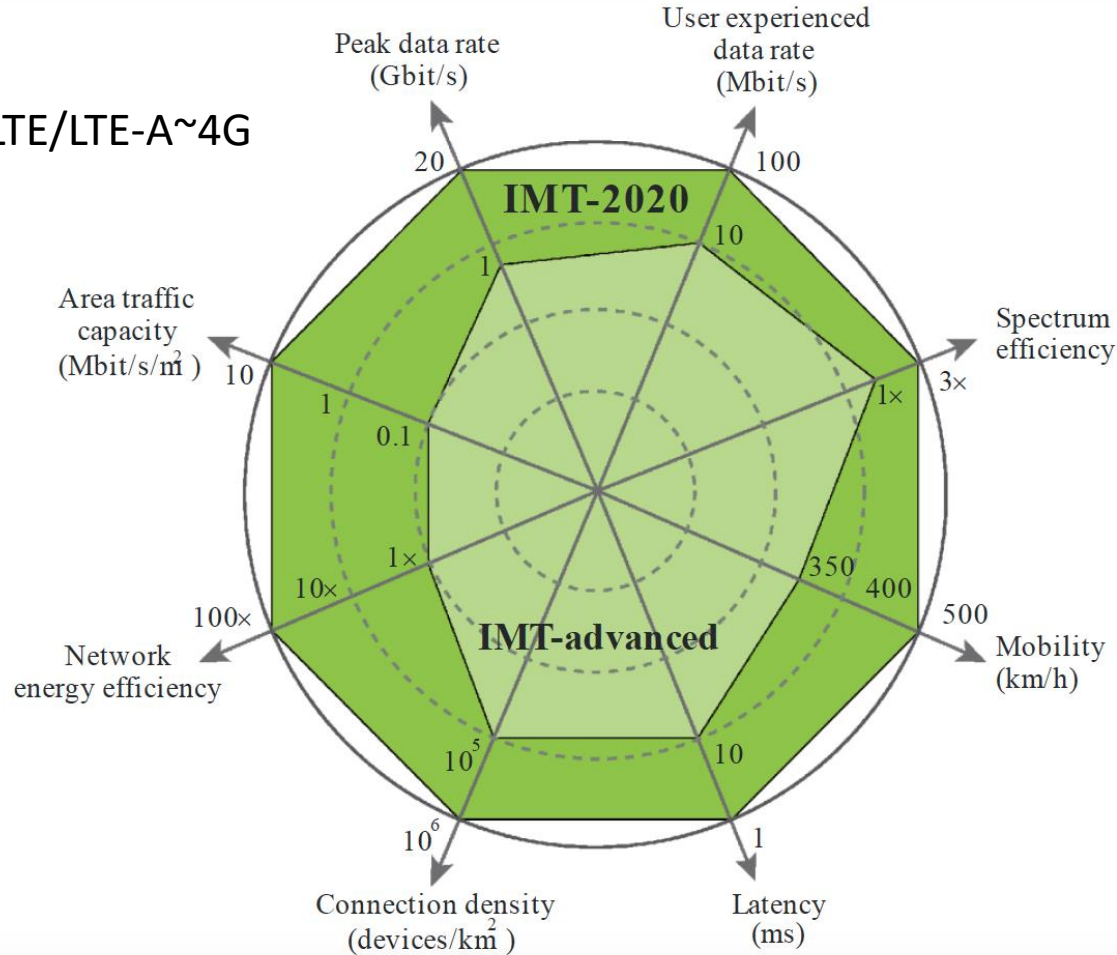 User experienced
data rate
(Mbit/s)
Peak data rate
(Gbit/s)
LTE/LTE-A~4G
20
100
IMT-2020
10
1
Area traffic
capacity
(Mbit/s/m²)
10
1
0.1
Spectrum
efficiency
1×
3×
1×
10×
100×
Network
energy efficiency
350
400
500
Mobility
(km/h)
IMT-advanced
10⁵
10
10⁶
1
Connection density
(devices/km²)
Latency
(ms)